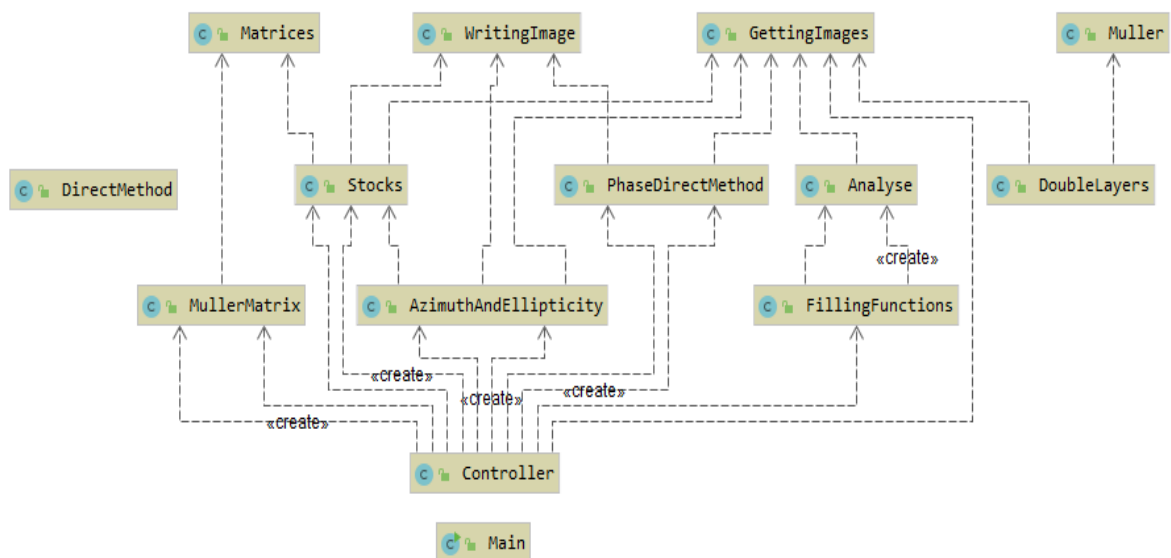 Matrices
WritingImage
GettingImages
Muller
DirectMethod
Stocks
PhaseDirectMethod
Analyse
DoubleLayers
«create»
MullerMatrix
AzimuthAndEllipticity
FillingFunctions
«create»
«create»
«create»
«create»
Controller
Main